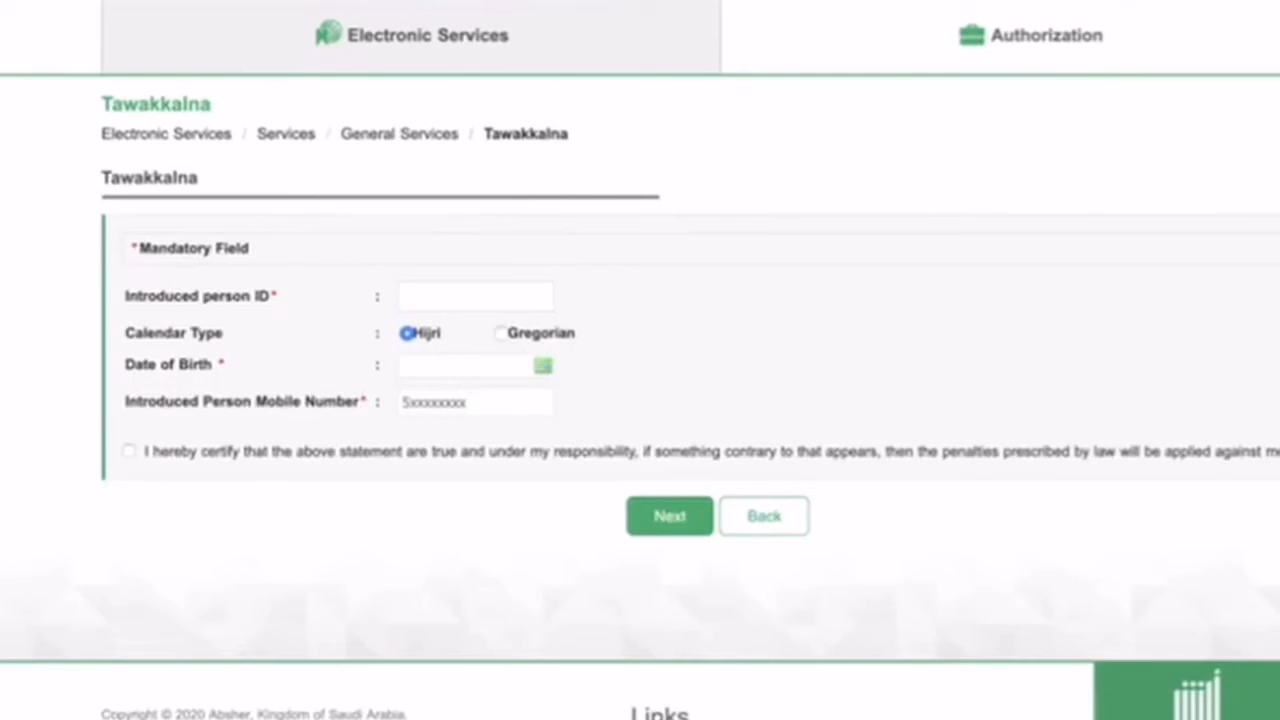 Electronic Services
Authorization
Tawakkalna
Electronic Services / Services / General Services / Tawakkalna
Tawakkalna
*Mandatory Field
Introduced person ID* :
Calendar Type : Hijri Gregorian
Date of Birth * :
Introduced Person Mobile Number* : 5xxxxxxxx
I hereby certify that the above statement are true and under my responsibility, if something contrary to that appears, then the penalties prescribed by law will be applied against me
Next Back
Copyright © 2020 Absher, Kingdom of Saudi Arabia.
Links